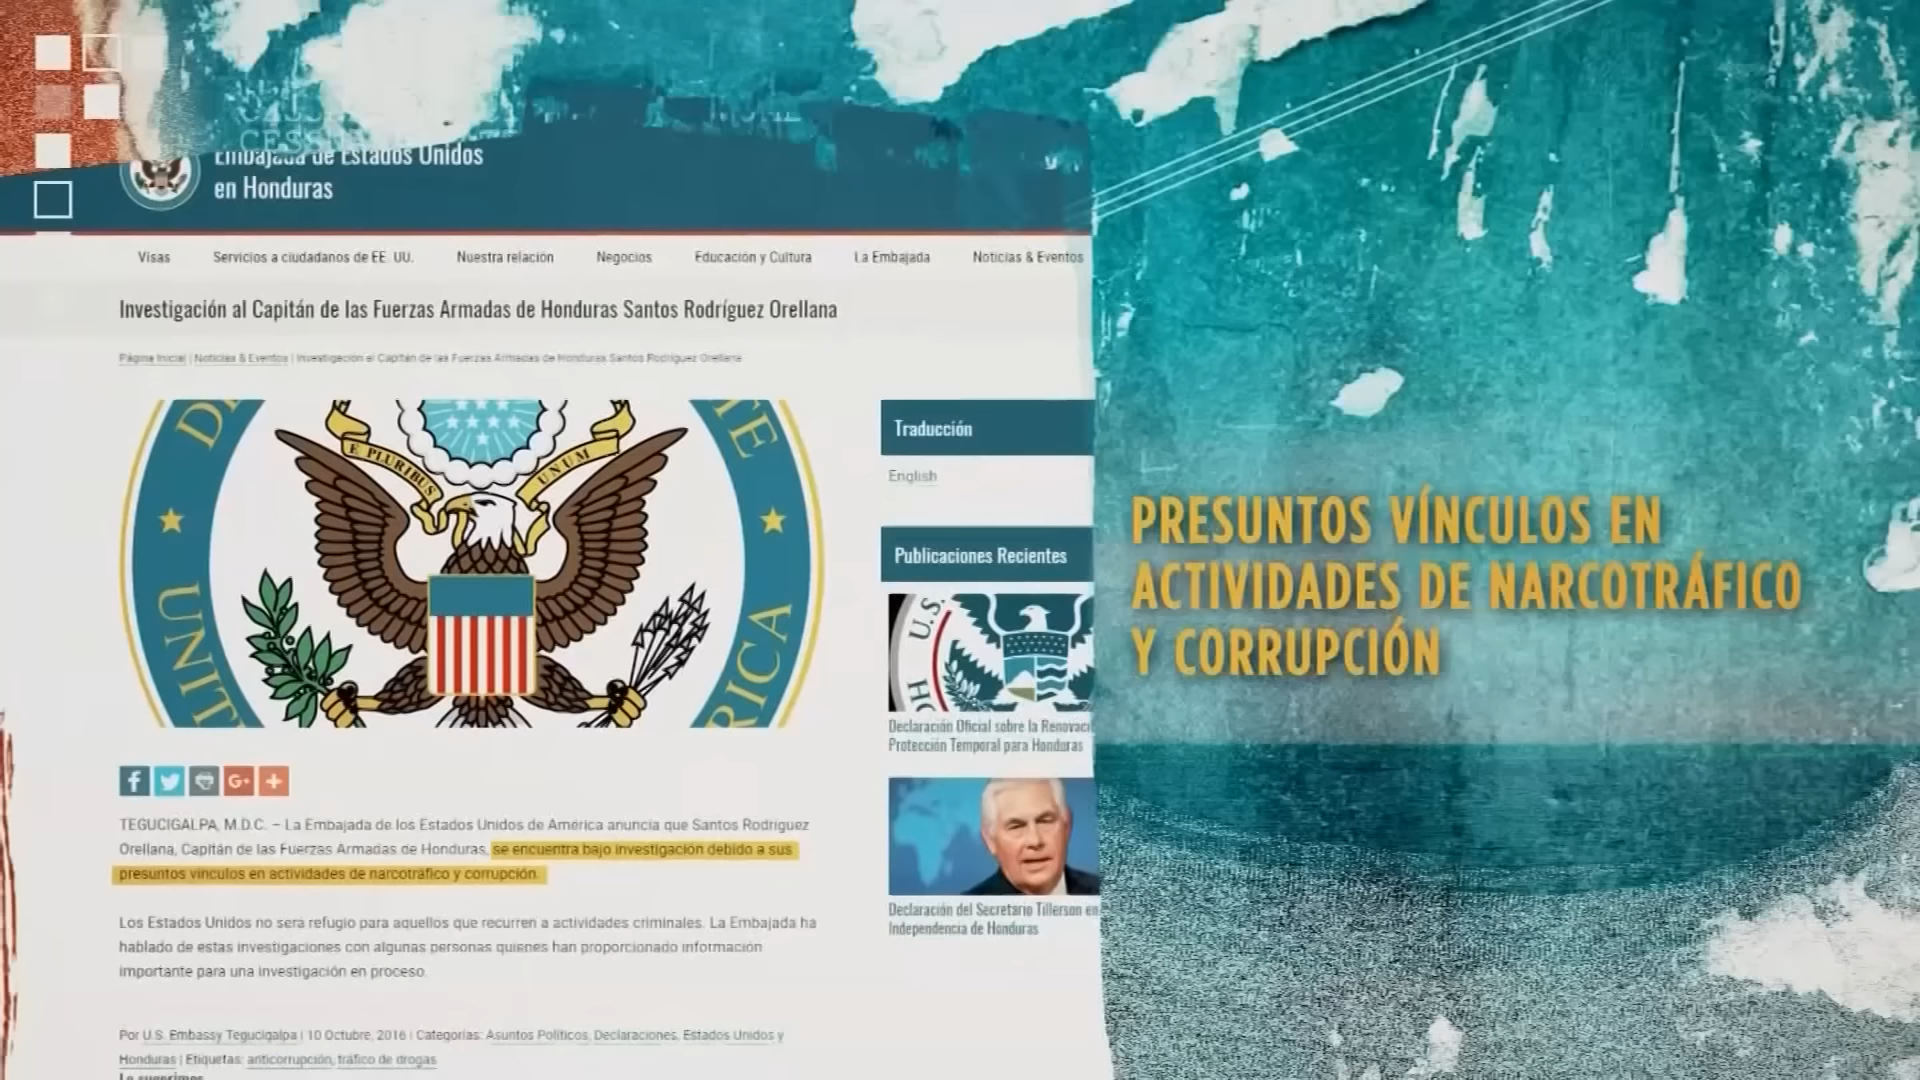 Embajada de Estados Unidos
en Honduras
Visas
Servicios a ciudadanos de EE. UU.
Nuestra relación
Negocios
Educación y Cultura
La Embajada
Noticias & Eventos
Investigación al Capitán de las Fuerzas Armadas de Honduras Santos Rodríguez Orellana
Página Inicial | Noticias & Eventos | Investigación al Capitán de las Fuerzas Armadas de Honduras Santos Rodríguez Orellana
E PLURIBUS UNUM
UNIT
RICA
Traducción
English
Publicaciones Recientes
U.S.
Declaración Oficial sobre la Renovaci
Protección Temporal para Honduras
Declaración del Secretario Tillerson en
Independencia de Honduras
TEGUCIGALPA, M.D.C. – La Embajada de los Estados Unidos de América anuncia que Santos Rodríguez
Orellana, Capitán de las Fuerzas Armadas de Honduras, se encuentra bajo investigación debido a sus
presuntos vínculos en actividades de narcotráfico y corrupción.
Los Estados Unidos no será refugio para aquellos que recurren a actividades criminales. La Embajada ha
hablado de estas investigaciones con algunas personas quienes han proporcionado información
importante para una investigación en proceso.
Por U.S. Embassy Tegucigalpa | 10 Octubre, 2016 | Categorías: Asuntos Políticos, Declaraciones, Estados Unidos y
Honduras | Etiquetas: anticorrupción, tráfico de drogas
PRESUNTOS VÍNCULOS EN
ACTIVIDADES DE NARCOTRÁFICO
Y CORRUPCIÓN